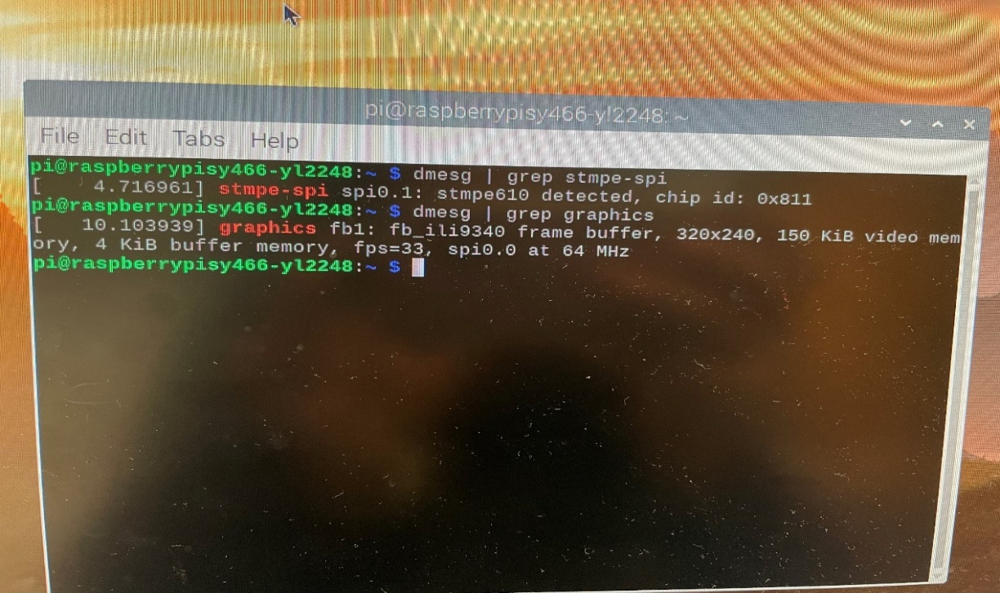 pi@raspberrypisy466-yl2248: ~
File Edit Tabs Help
pi@raspberrypisy466-yl2248:~ $ dmesg | grep stmpe-spi
[    4.716961] stmpe-spi spi0.1: stmpe610 detected, chip id: 0x811
pi@raspberrypisy466-yl2248:~ $ dmesg | grep graphics
[   10.103939] graphics fb1: fb_ili9340 frame buffer, 320x240, 150 KiB video mem
ory, 4 KiB buffer memory, fps=33, spi0.0 at 64 MHz
pi@raspberrypisy466-yl2248:~ $